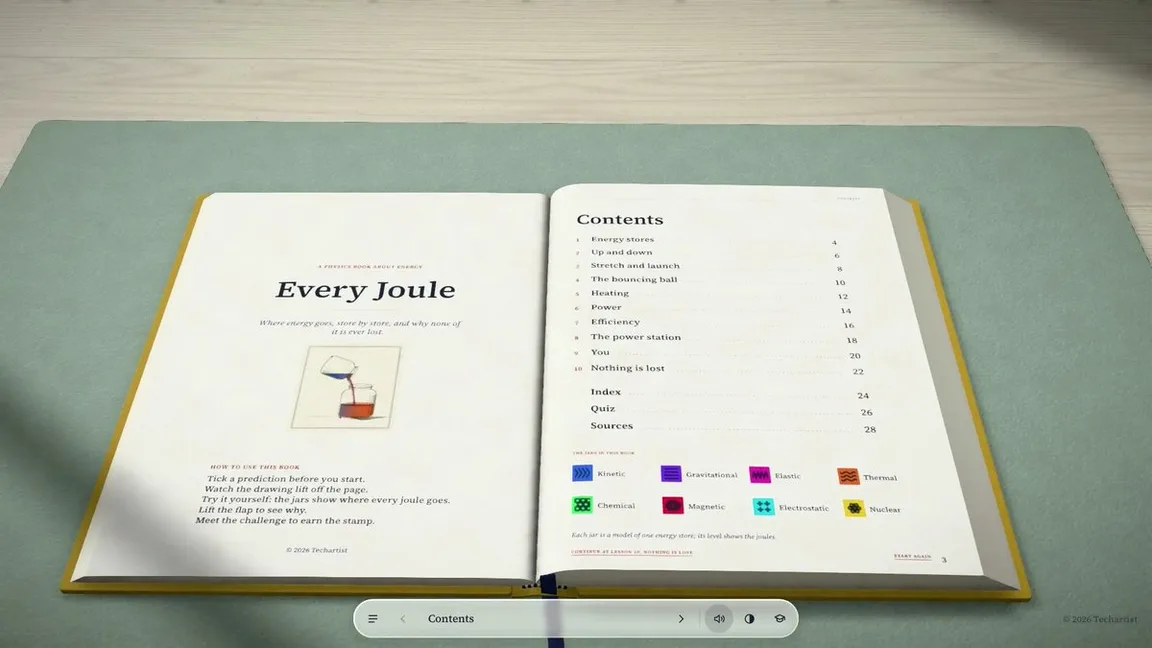 A PHYSICS BOOK ABOUT ENERGY
Every Joule
Where energy goes, store by store, and why none of
it is ever lost.
HOW TO USE THIS BOOK
Tick a prediction before you start.
Watch the drawing lift off the page.
Try it yourself: the jars show where every joule goes.
Lift the flap to see why.
Meet the challenge to earn the stamp.
© 2026 Techartist
Contents
1 Energy stores 4
2 Up and down 6
3 Stretch and launch 8
4 The bouncing ball 10
5 Heating 12
6 Power 14
7 Efficiency 16
8 The power station 18
9 You 20
10 Nothing is lost 22
Index 24
Quiz 26
Sources 28
THE JARS IN THIS BOOK
Kinetic Gravitational Elastic Thermal
Chemical Magnetic Electrostatic Nuclear
Each jar is a model of one energy store; its level shows the joules.
CONTINUE AT LESSON 10, NOTHING IS LOST
START AGAIN 3
Contents
© 2026 Techartist